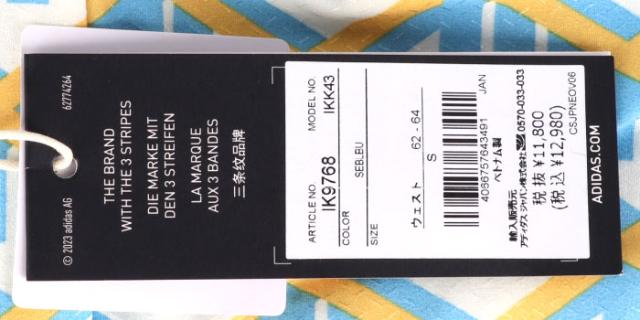 62774264
THE BRAND
WITH THE 3 STRIPES
DIE MARKE MIT
DEN 3 STREIFEN
LA MARQUE
AUX 3 BANDES
三条纹品牌
© 2023 adidas AG
ARTICLE NO. MODEL NO.
IK9768 IKK43
COLOR SEBLBU
SIZE
ウェスト 62 - 64
S
JAN
4066757643491
ベトナム製
輸入販売元
アディダス ジャパン株式会社 0570-033-033
税 抜 ¥11,800
(税 込 ¥12,980)
CSJPNEOV06
ADIDAS.COM